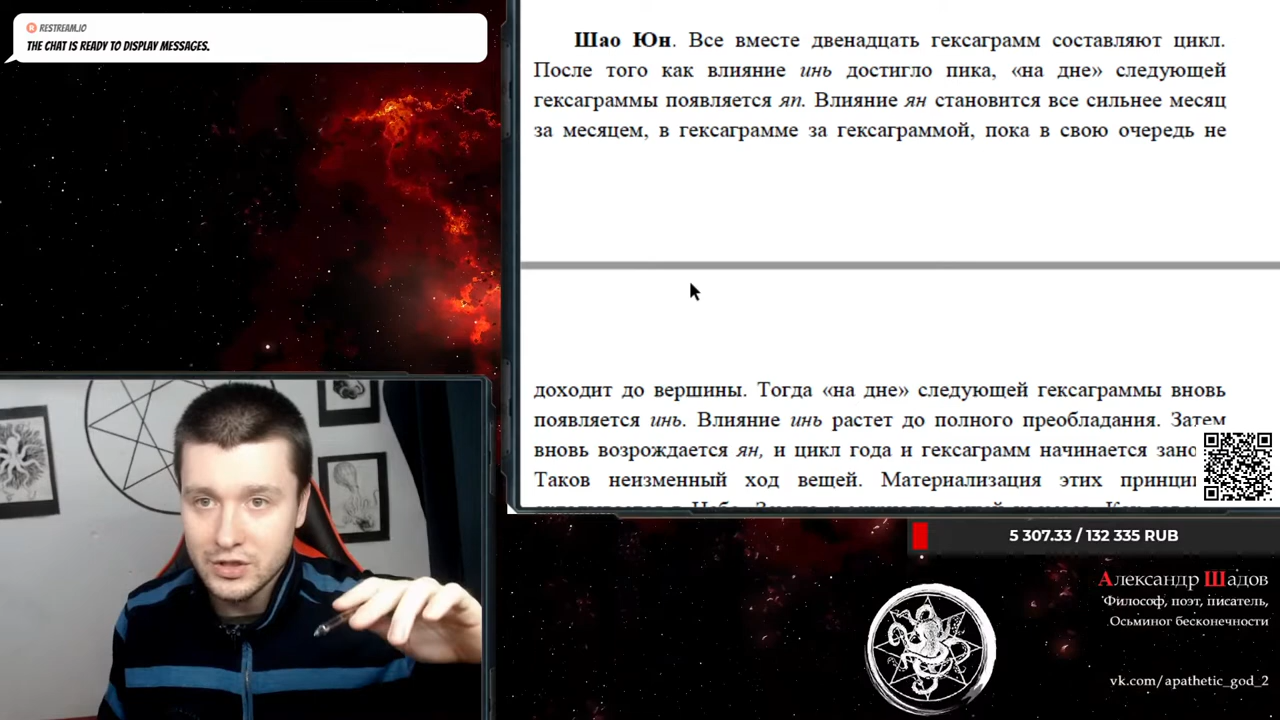 RESTREAM.IO
THE CHAT IS READY TO DISPLAY MESSAGES.
Шао Юн. Все вместе двенадцать гексаграмм составляют цикл.
После того как влияние инь достигло пика, «на дне» следующей
гексаграммы появляется яп. Влияние ян становится все сильнее месяц
за месяцем, в гексаграмме за гексаграммой, пока в свою очередь не
доходит до вершины. Тогда «на дне» следующей гексаграммы вновь
появляется инь. Влияние инь растет до полного преобладания. Затем
вновь возрождается ян, и цикл года и гексаграмм начинается
Таков неизменный ход вещей. Материализация этих
5 307.33 / 132 335 RUB
Александр Шадов
Философ, поэт, писатель,
Осьминог бесконечности
vk.com/apathetic_god_2